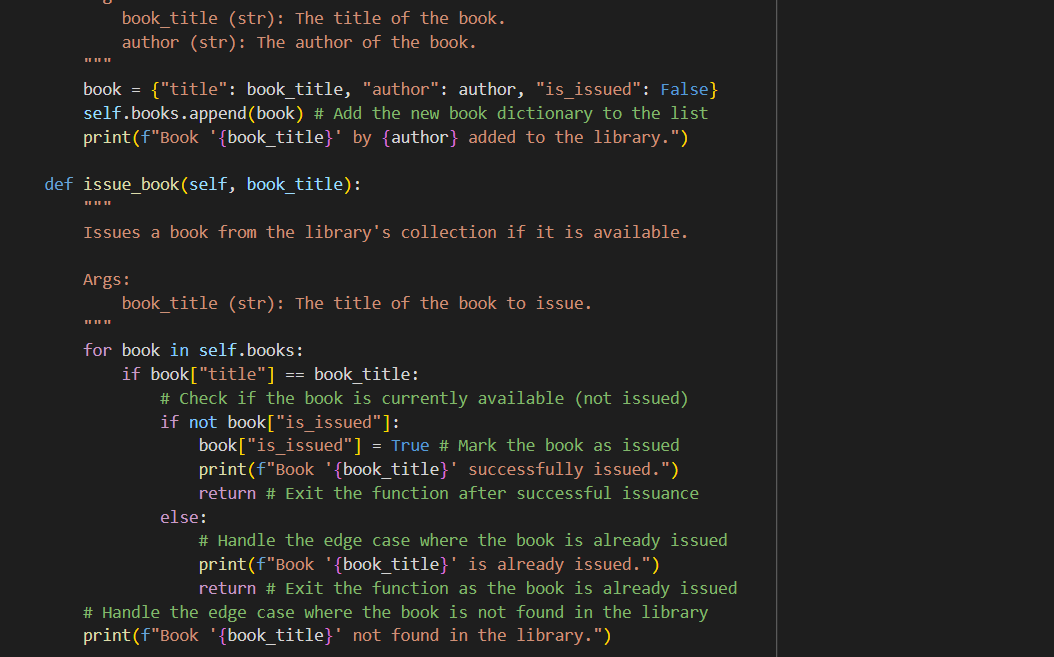 book_title (str): The title of the book.
        author (str): The author of the book.
    """
    book = {"title": book_title, "author": author, "is_issued": False}
    self.books.append(book) # Add the new book dictionary to the list
    print(f"Book '{book_title}' by {author} added to the library.")

def issue_book(self, book_title):
    """
    Issues a book from the library's collection if it is available.

    Args:
        book_title (str): The title of the book to issue.
    """
    for book in self.books:
        if book["title"] == book_title:
            # Check if the book is currently available (not issued)
            if not book["is_issued"]:
                book["is_issued"] = True # Mark the book as issued
                print(f"Book '{book_title}' successfully issued.")
                return # Exit the function after successful issuance
            else:
                # Handle the edge case where the book is already issued
                print(f"Book '{book_title}' is already issued.")
                return # Exit the function as the book is already issued
    # Handle the edge case where the book is not found in the library
    print(f"Book '{book_title}' not found in the library.")